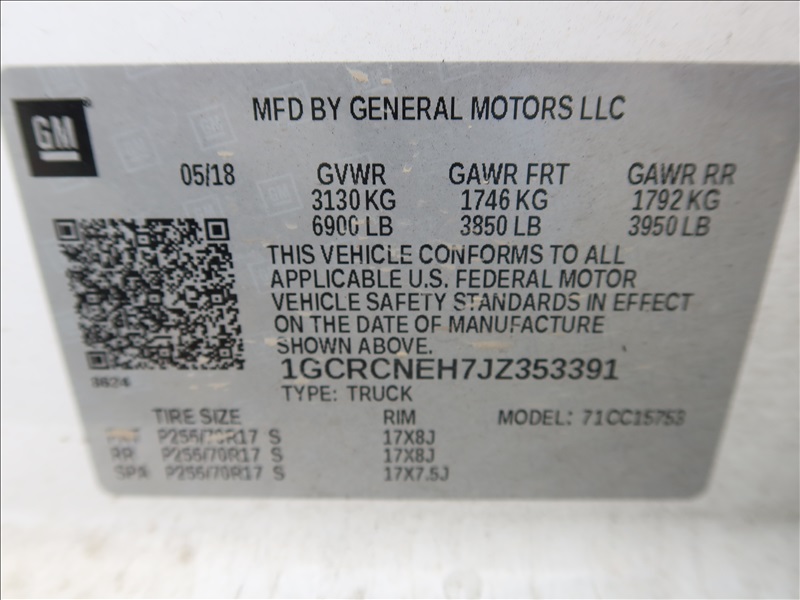 GM
MFD BY GENERAL MOTORS LLC
05/18 GVWR GAWR FRT GAWR RR
3130 KG 1746 KG 1792 KG
6900 LB 3850 LB 3950 LB
THIS VEHICLE CONFORMS TO ALL
APPLICABLE U.S. FEDERAL MOTOR
VEHICLE SAFETY STANDARDS IN EFFECT
ON THE DATE OF MANUFACTURE
SHOWN ABOVE.
3624
1GCRCNEH7JZ353391
TYPE: TRUCK
TIRE SIZE RIM MODEL: 71CC15753
FRT P255/70R17 S 17X8J
RR P255/70R17 S 17X8J
SPA P255/70R17 S 17X7.5J